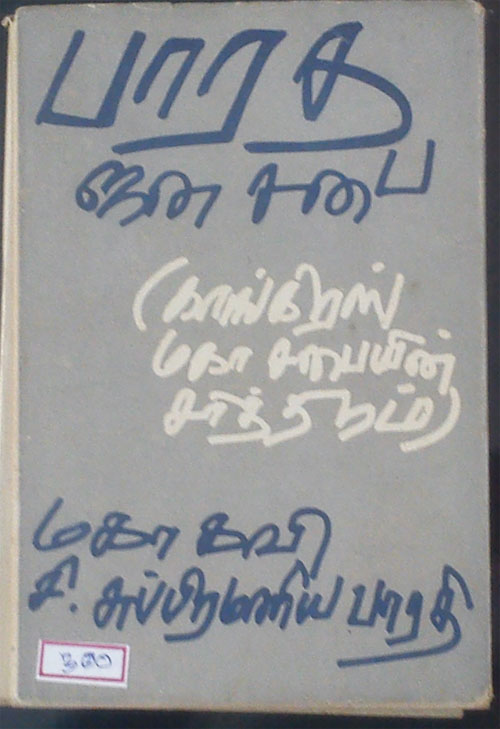 பாரத
ஜன சபை
(காங்கிரஸ்
மகா சபையின்
சரித்திரம்)
மகா கவி
சி. சுப்பிரமணிய பாரதி